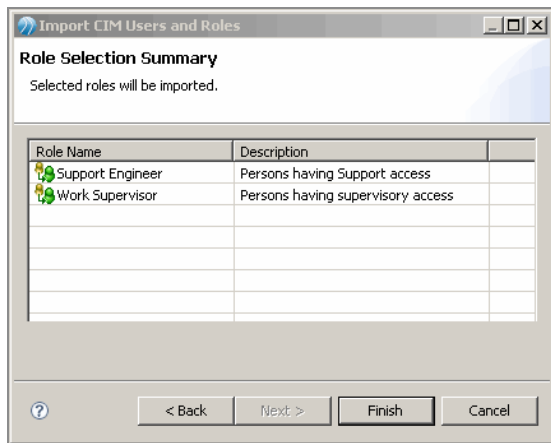 Import CIM Users and Roles
Role Selection Summary
Selected roles will be imported.
Role Name Description
Support Engineer Persons having Support access
Work Supervisor Persons having supervisory access
? < Back Next > Finish Cancel